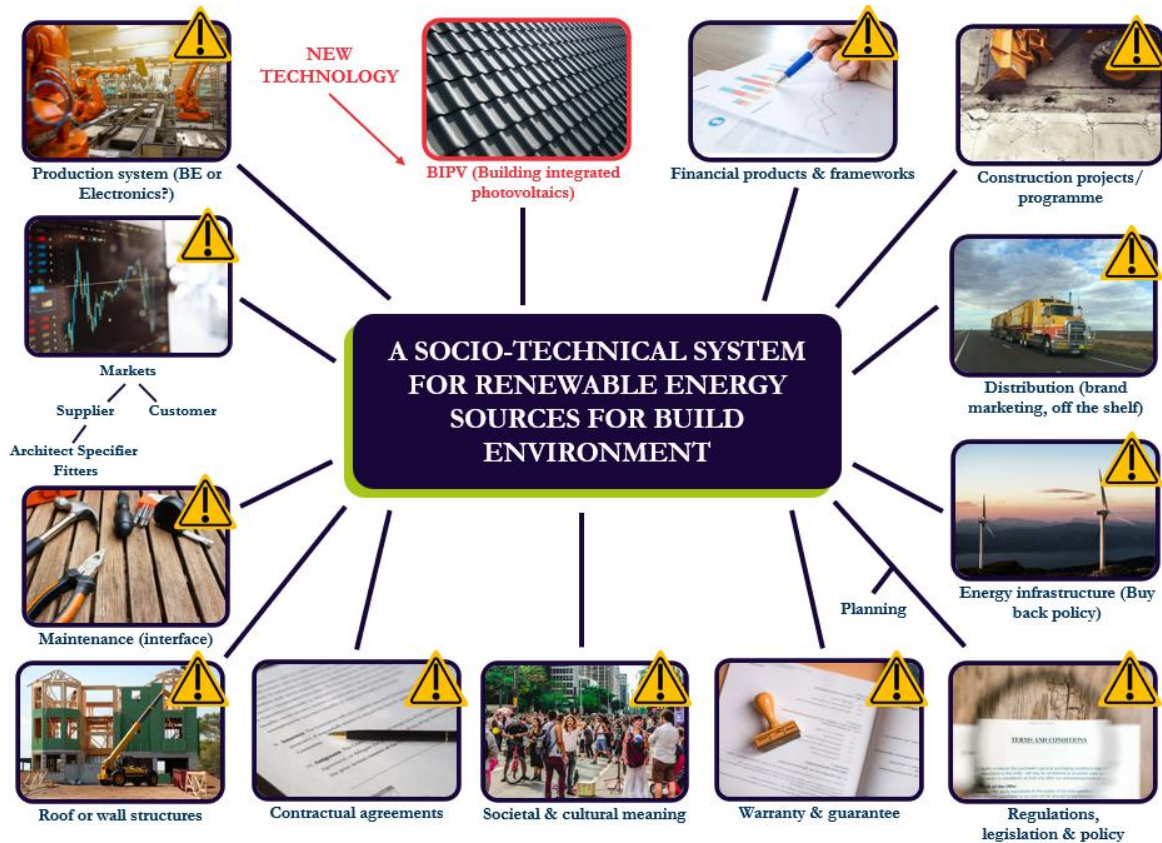 NEW
TECHNOLOGY
Production system (BE or
Electronics?)
BIPV (Building integrated
photovoltaics)
Financial products & frameworks
Construction projects/
programme
Markets
Supplier
Customer
Architect Specifier
Fitters
A SOCIO-TECHNICAL SYSTEM
FOR RENEWABLE ENERGY
SOURCES FOR BUILD
ENVIRONMENT
Distribution (brand
marketing, off the shelf)
Maintenance (interface)
Planning
Energy infrastructure (Buy
back policy)
Roof or wall structures
Contractual agreements
Societal & cultural meaning
Warranty & guarantee
TERMS AND CONDITIONS
Regulations,
legislation & policy